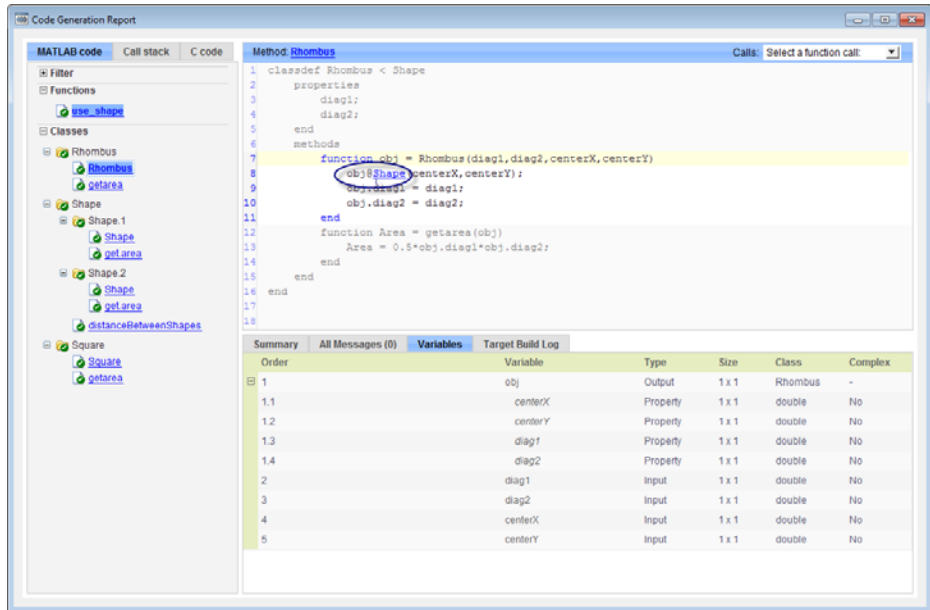 Code Generation Report
MATLAB code Call stack C code
Filter
Functions
use_shape
Classes
Rhombus
Rhombus
getarea
Shape
Shape.1
Shape
get.area
Shape.2
Shape
get.area
distanceBetweenShapes
Square
Square
getarea
Method: Rhombus Calls: Select a function call:
1 classdef Rhombus < Shape
2 properties
3 diag1;
4 diag2;
5 end
6 methods
7 function obj = Rhombus(diag1,diag2,centerX,centerY)
8 obj@Shape(centerX,centerY);
9 obj.diag1 = diag1;
10 obj.diag2 = diag2;
11 end
12 function Area = getarea(obj)
13 Area = 0.5*obj.diag1*obj.diag2;
14 end
15 end
16 end
17
18
Summary All Messages (0) Variables Target Build Log
Order Variable Type Size Class Complex
1 obj Output 1 x 1 Rhombus -
1.1 centerX Property 1 x 1 double No
1.2 centerY Property 1 x 1 double No
1.3 diag1 Property 1 x 1 double No
1.4 diag2 Property 1 x 1 double No
2 diag1 Input 1 x 1 double No
3 diag2 Input 1 x 1 double No
4 centerX Input 1 x 1 double No
5 centerY Input 1 x 1 double No